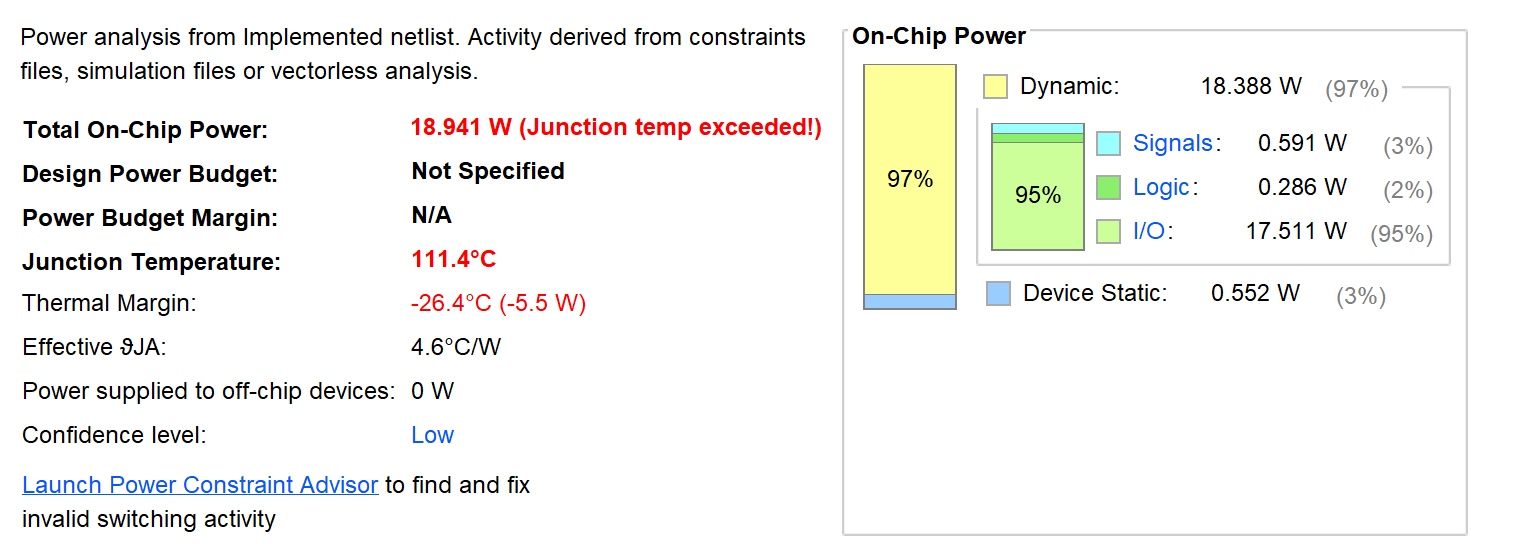 Power analysis from Implemented netlist. Activity derived from constraints
files, simulation files or vectorless analysis.
Total On-Chip Power: 18.941 W (Junction temp exceeded!)
Design Power Budget: Not Specified
Power Budget Margin: N/A
Junction Temperature: 111.4°C
Thermal Margin: -26.4°C (-5.5 W)
Effective ϑJA: 4.6°C/W
Power supplied to off-chip devices: 0 W
Confidence level: Low
Launch Power Constraint Advisor to find and fix
invalid switching activity
On-Chip Power
97%
Dynamic: 18.388 W (97%)
95%
Signals: 0.591 W (3%)
Logic: 0.286 W (2%)
I/O: 17.511 W (95%)
Device Static: 0.552 W (3%)